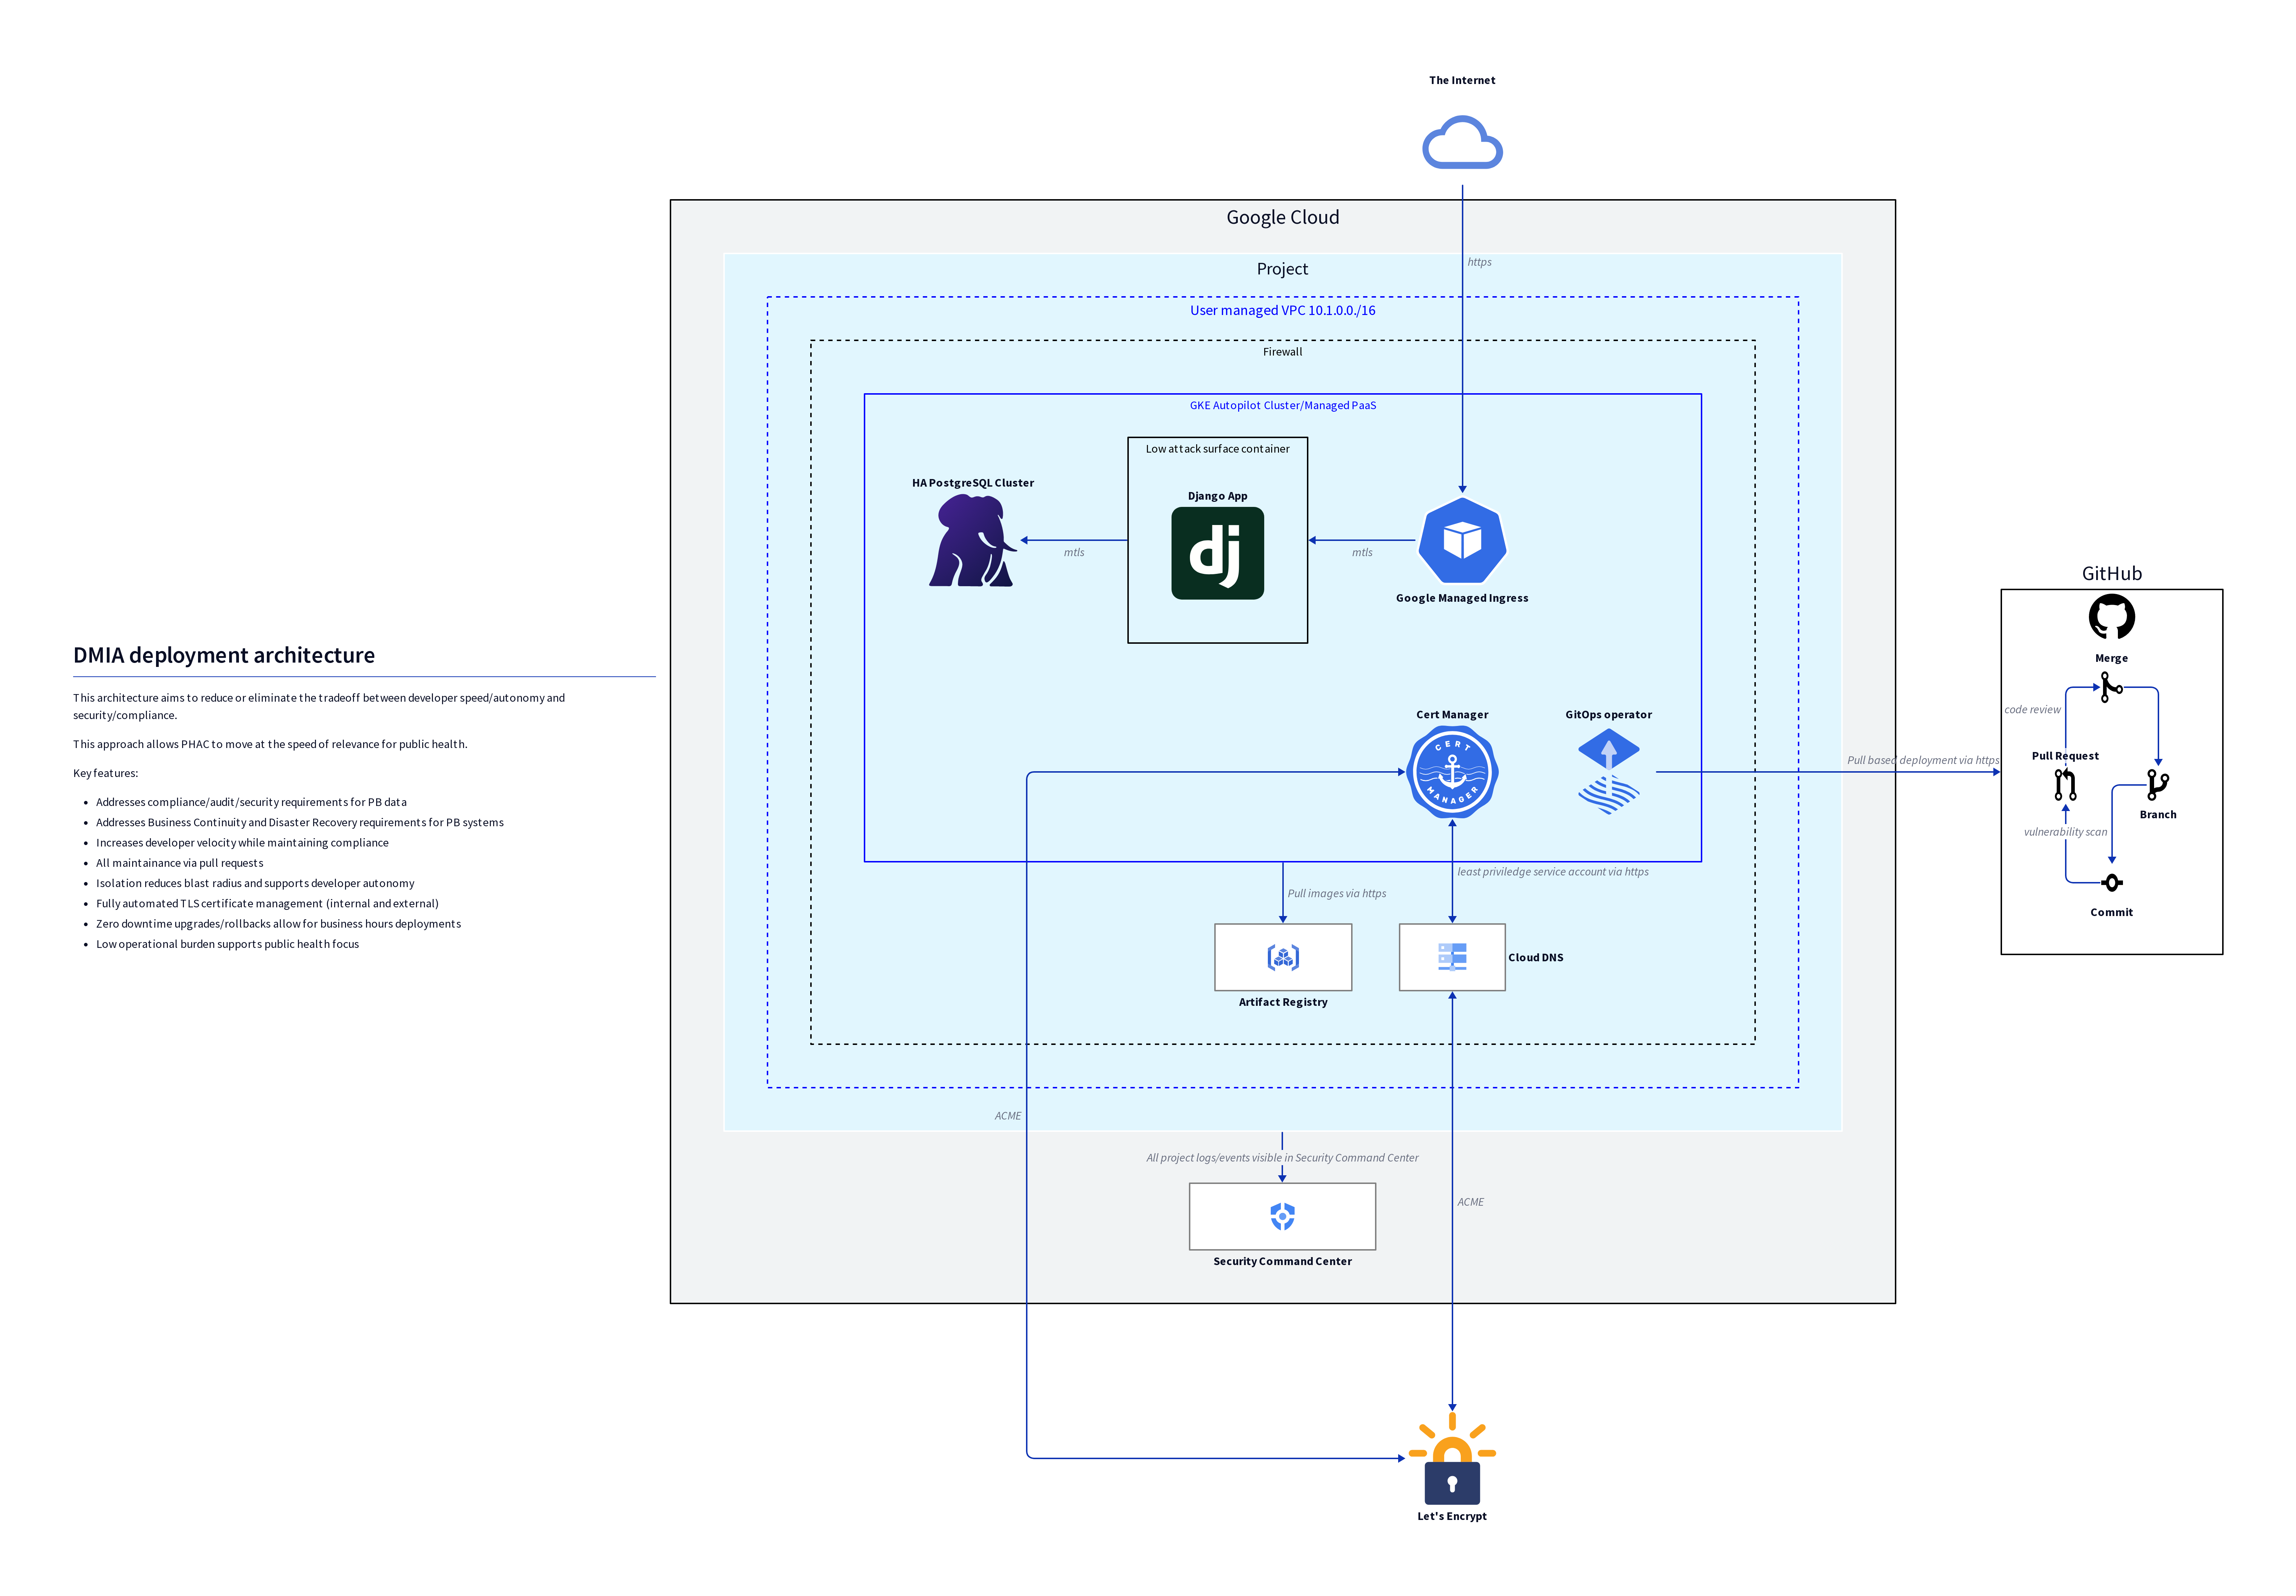 The Internet
Google Cloud
https
Project
User managed VPC 10.1.0.0./16
Firewall
GKE Autopilot Cluster/Managed PaaS
Low attack surface container
HA PostgreSQL Cluster
Django App
dj
mtls
mtls
Google Managed Ingress
GitHub
Merge
code review
Pull Request
Branch
vulnerability scan
Commit
DMIA deployment architecture
This architecture aims to reduce or eliminate the tradeoff between developer speed/autonomy and
security/compliance.
This approach allows PHAC to move at the speed of relevance for public health.
Key features:
• Addresses compliance/audit/security requirements for PB data
• Addresses Business Continuity and Disaster Recovery requirements for PB systems
• Increases developer velocity while maintaining compliance
• All maintainance via pull requests
• Isolation reduces blast radius and supports developer autonomy
• Fully automated TLS certificate management (internal and external)
• Zero downtime upgrades/rollbacks allow for business hours deployments
• Low operational burden supports public health focus
Cert Manager
CERT
MANAGER
GitOps operator
Pull based deployment via https
least priviledge service account via https
Pull images via https
Cloud DNS
Artifact Registry
ACME
All project logs/events visible in Security Command Center
ACME
Security Command Center
Let's Encrypt